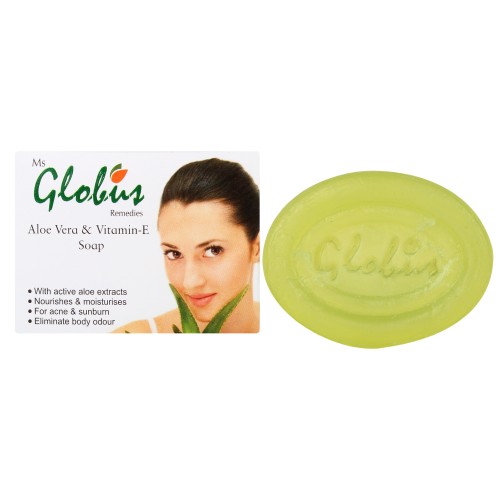 Ms
Globus
Remedies
Aloe Vera & Vitamin-E
Soap
• With active aloe extracts
• Nourishes & moisturises
• For acne & sunburn
• Eliminate body odour
Globus